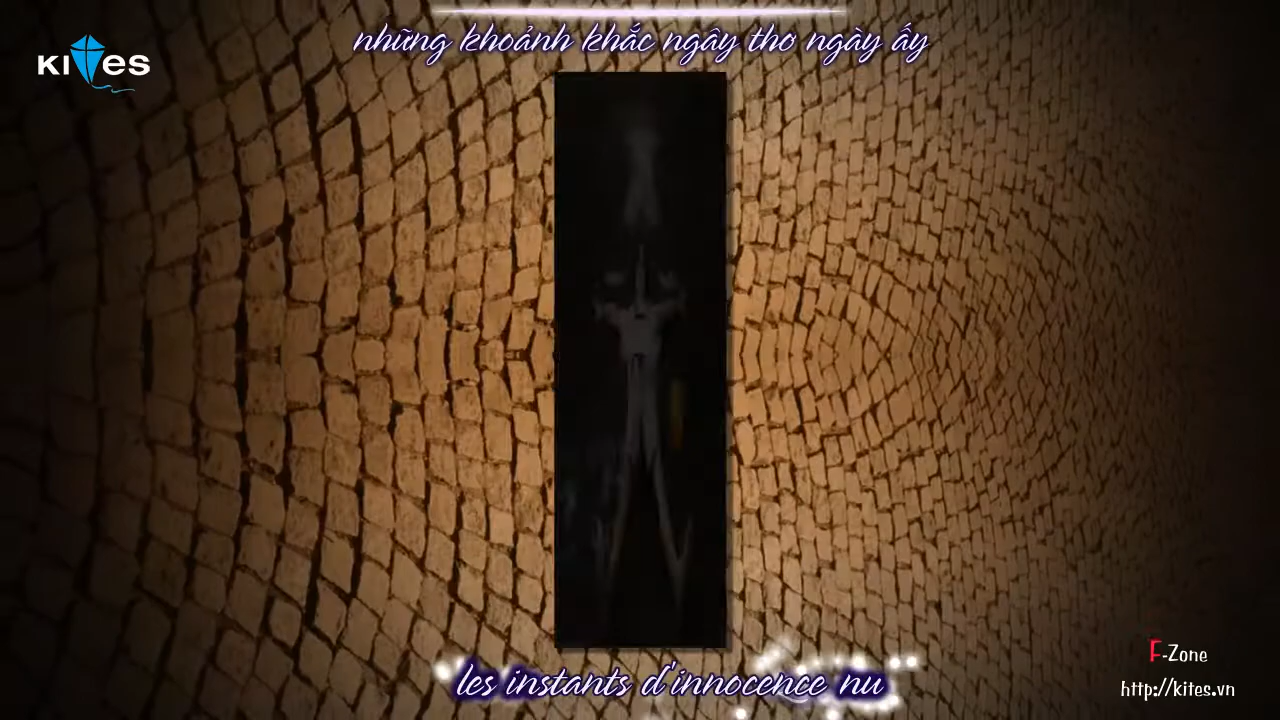 những khoảnh khắc ngây thơ ngày ấy
KITES
les instants d'innocence nu
F-Zone
http://kites.vn